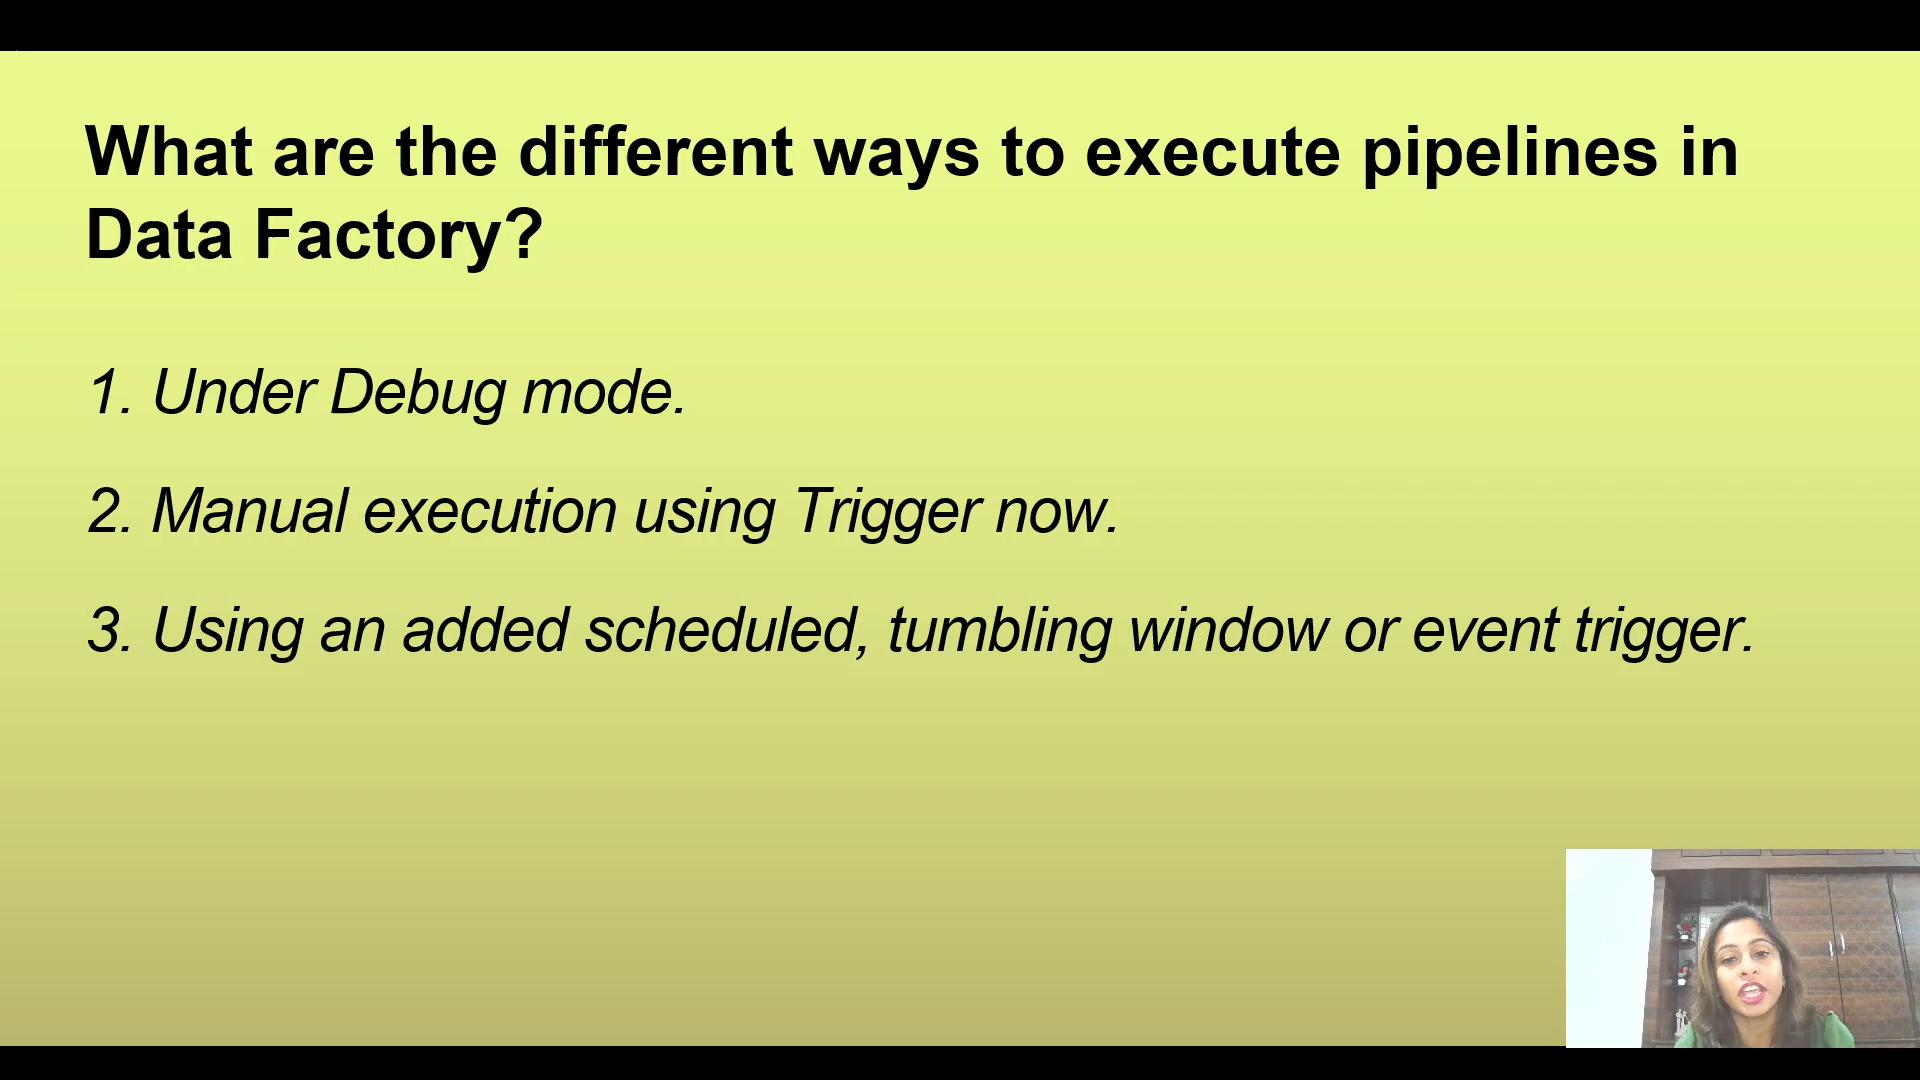 What are the different ways to execute pipelines in
Data Factory?
1. Under Debug mode.
2. Manual execution using Trigger now.
3. Using an added scheduled, tumbling window or event trigger.